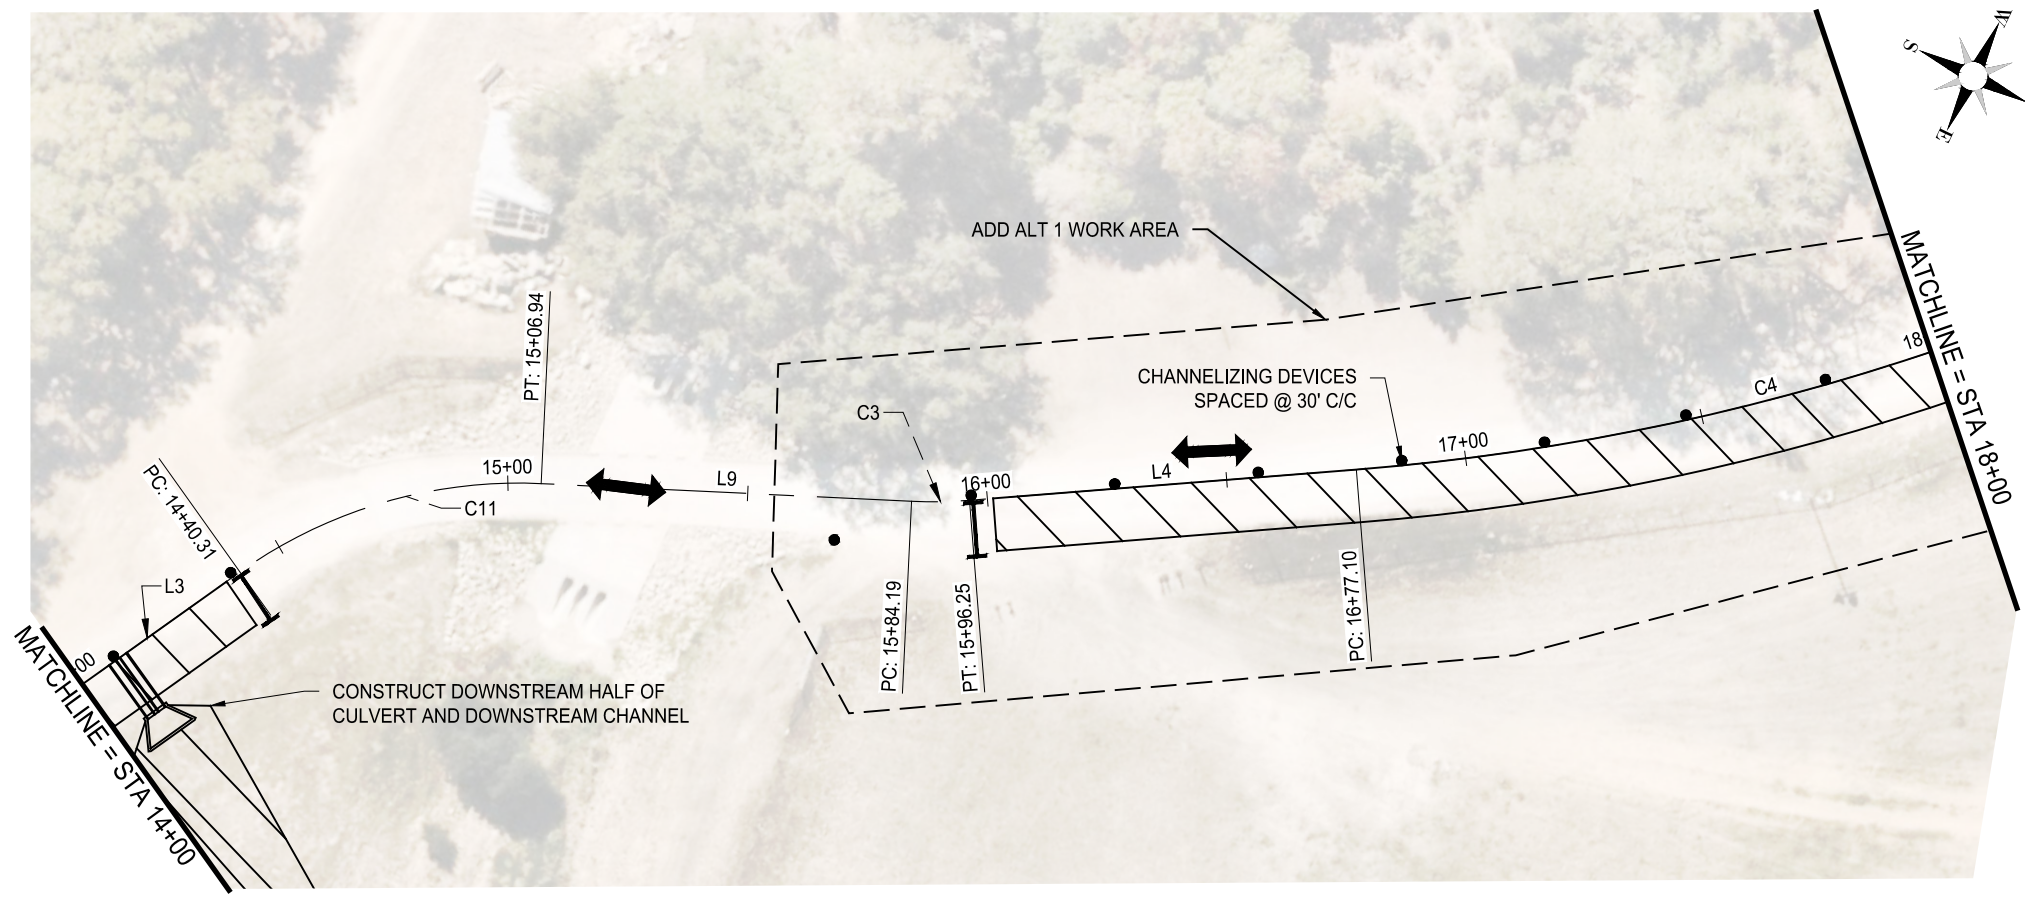 W
S
E
ADD ALT 1 WORK AREA
MATCHLINE = STA 18+00
18
PT: 15+06.94
CHANNELIZING DEVICES
SPACED @ 30' C/C
C4
C3
17+00
PC: 14+40.31
15+00
L9
16+00
L4
C11
L3
PC: 15+84.19
PT: 15+96.25
PC: 16+77.10
00
MATCHLINE = STA 14+00
CONSTRUCT DOWNSTREAM HALF OF
CULVERT AND DOWNSTREAM CHANNEL